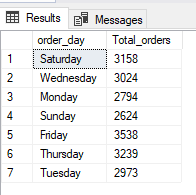 Results Messages
order_day Total_orders
1 Saturday 3158
2 Wednesday 3024
3 Monday 2794
4 Sunday 2624
5 Friday 3538
6 Thursday 3239
7 Tuesday 2973